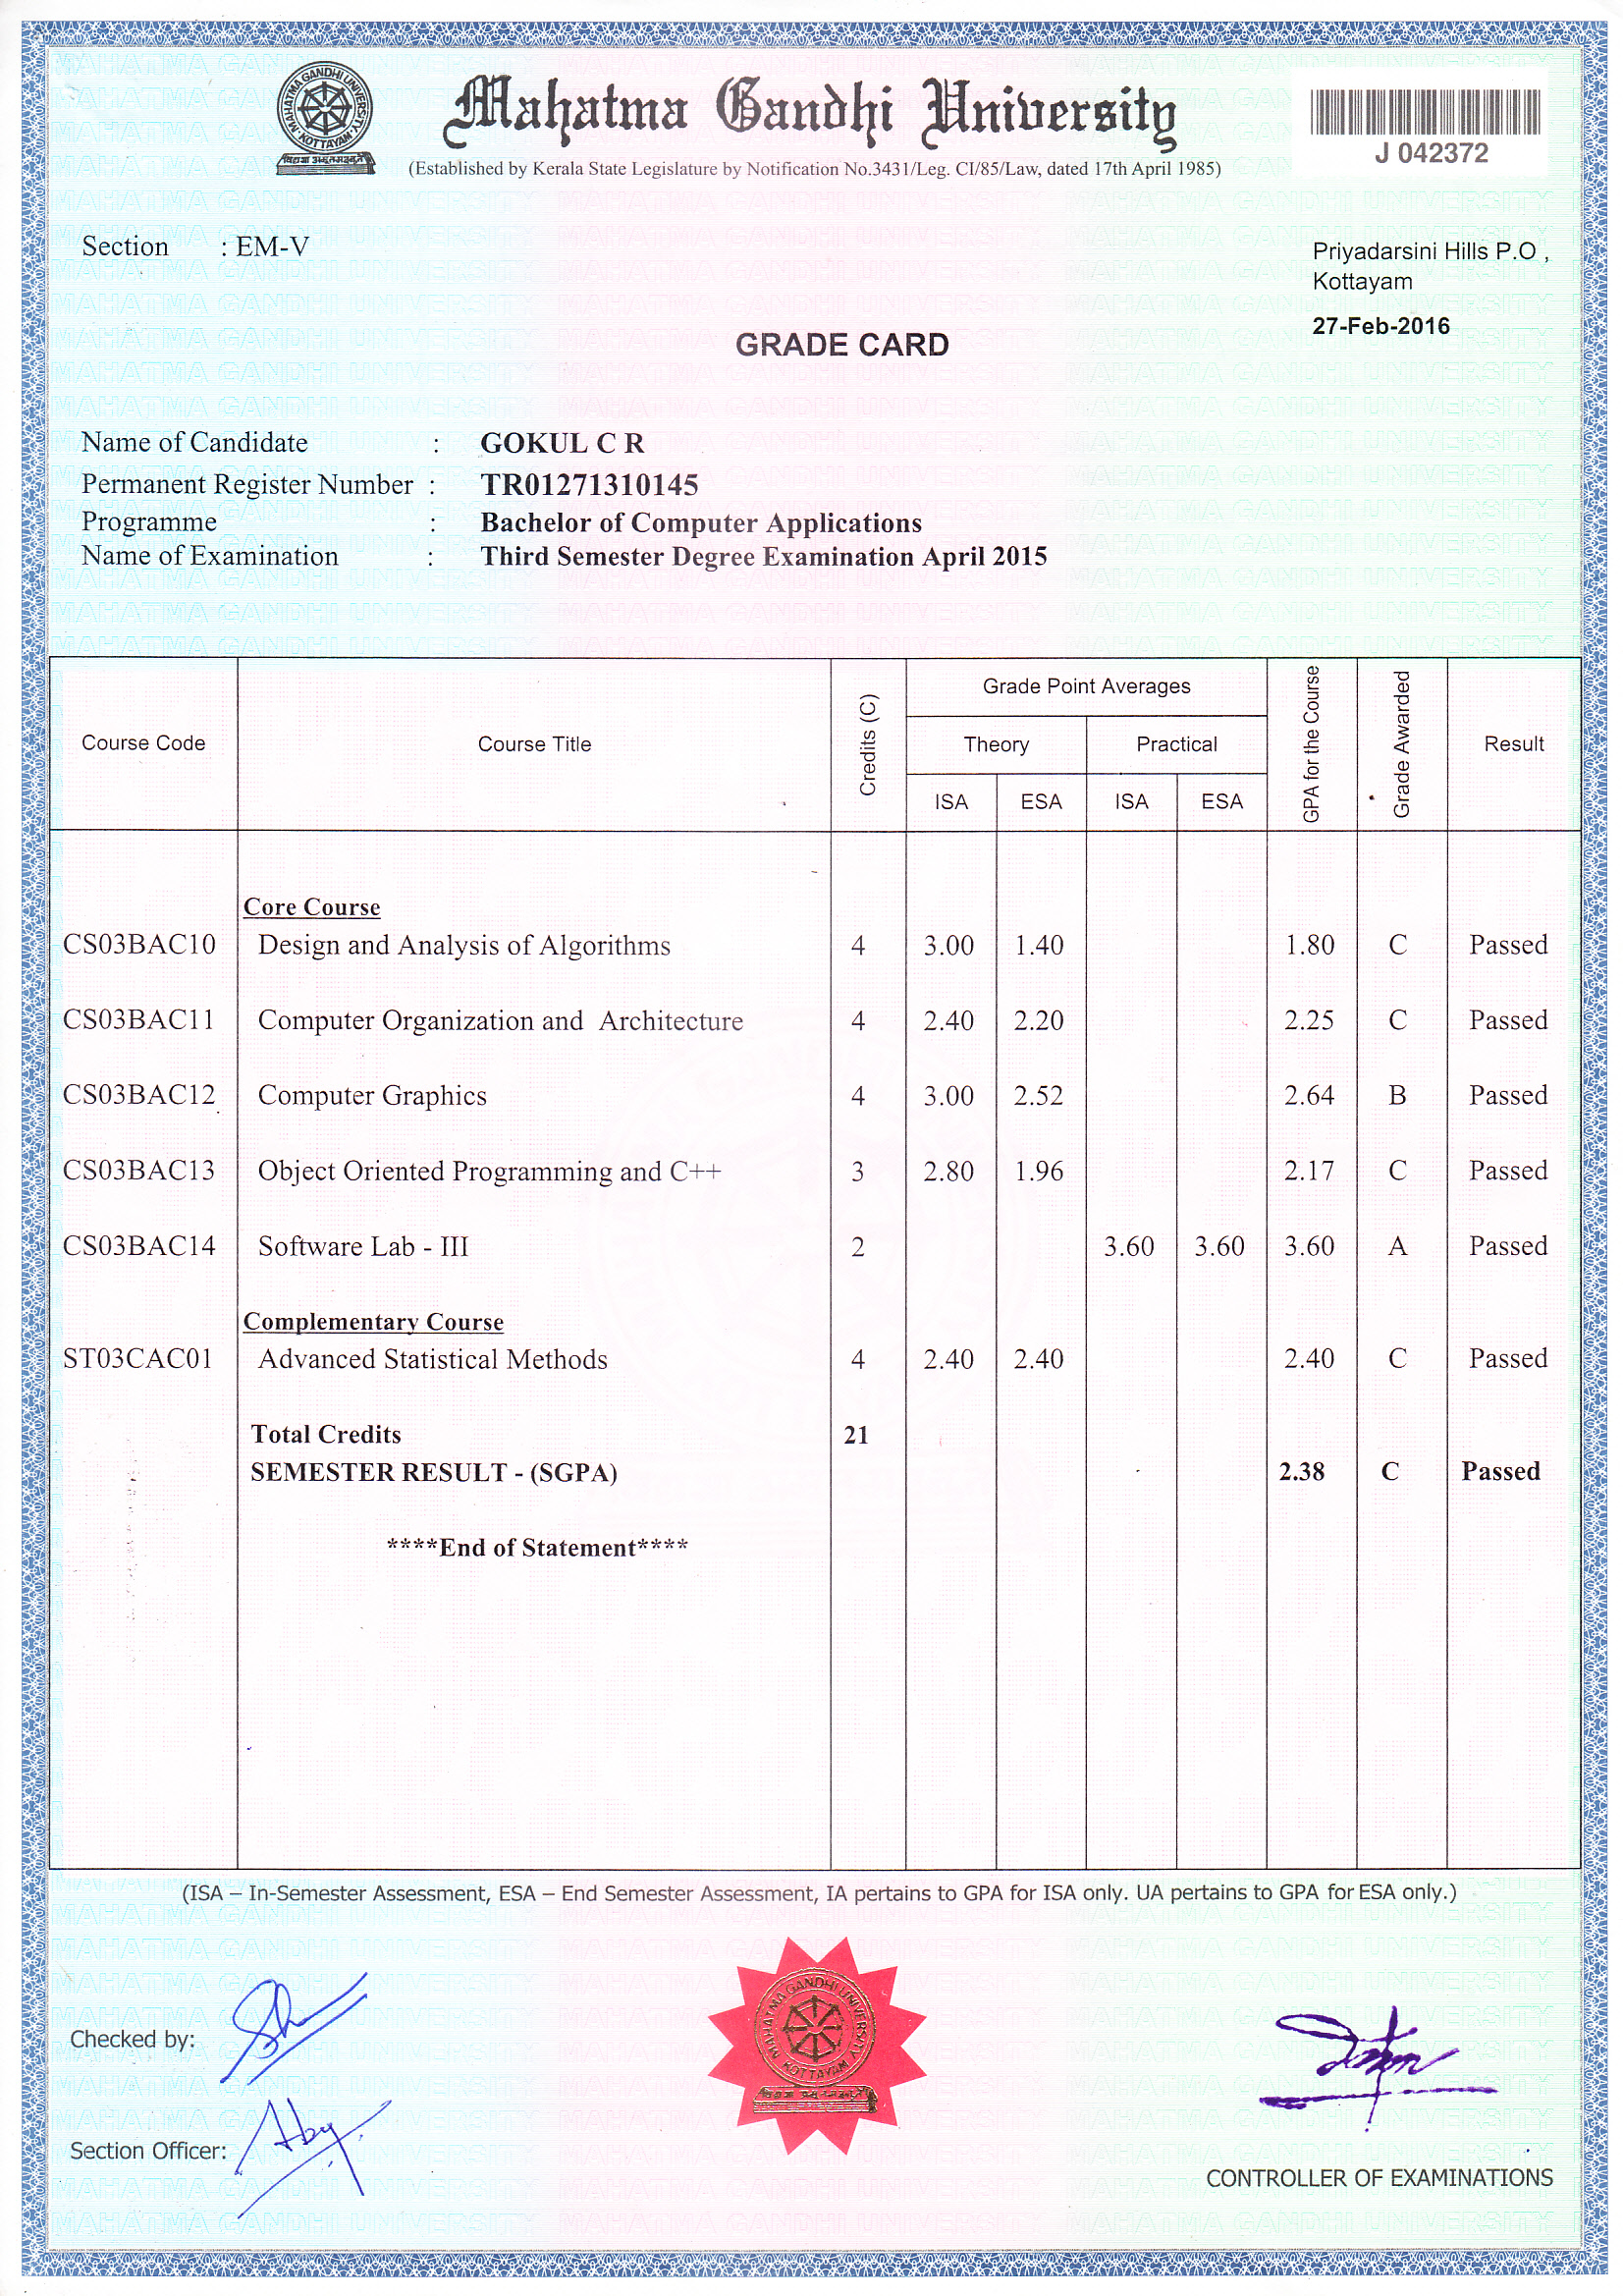 Mahatma Gandhi University
(Established by Kerala State Legislature by Notification No.3431/Leg. CI/85/Law, dated 17th April 1985)
MAHATMA GANDHI UNIVERSITY
KOTTAYAM
J 042372
Section : EM-V
Priyadarsini Hills P.O ,
Kottayam
27-Feb-2016
GRADE CARD
Name of Candidate : GOKUL C R
Permanent Register Number : TR01271310145
Programme : Bachelor of Computer Applications
Name of Examination : Third Semester Degree Examination April 2015
Course Code Course Title Credits (C) Grade Point Averages GPA for the Course Grade Awarded Result
Theory Practical
ISA ESA ISA ESA
Core Course
CS03BAC10 Design and Analysis of Algorithms 4 3.00 1.40 1.80 C Passed
CS03BAC11 Computer Organization and Architecture 4 2.40 2.20 2.25 C Passed
CS03BAC12 Computer Graphics 4 3.00 2.52 2.64 B Passed
CS03BAC13 Object Oriented Programming and C++ 3 2.80 1.96 2.17 C Passed
CS03BAC14 Software Lab - III 2 3.60 3.60 3.60 A Passed
Complementary Course
ST03CAC01 Advanced Statistical Methods 4 2.40 2.40 2.40 C Passed
Total Credits 21
SEMESTER RESULT - (SGPA) 2.38 C Passed
****End of Statement****
(ISA – In-Semester Assessment, ESA – End Semester Assessment, IA pertains to GPA for ISA only. UA pertains to GPA for ESA only.)
MAHATMA GANDHI UNIVERSITY
KOTTAYAM
Checked by:
Section Officer:
CONTROLLER OF EXAMINATIONS